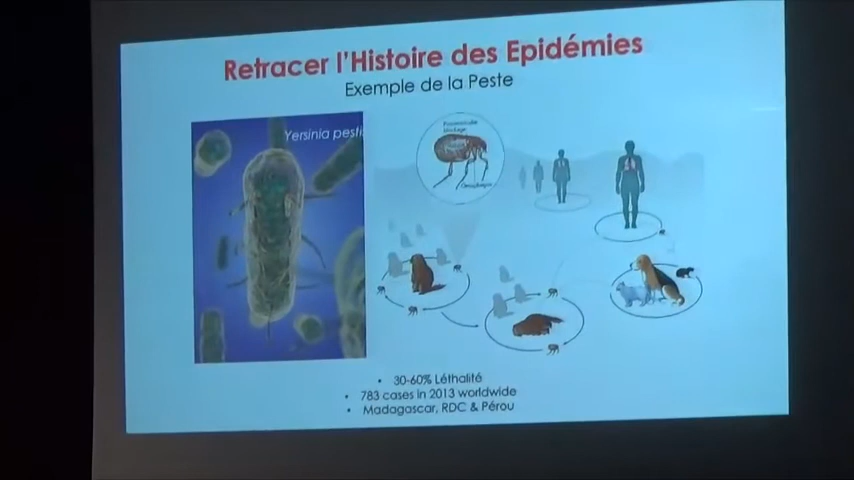 Retracer l'Histoire des Epidémies
Exemple de la Peste
Yersinia pesti
• 30-60% Léthalité
• 783 cases in 2013 worldwide
• Madagascar, RDC & Pérou